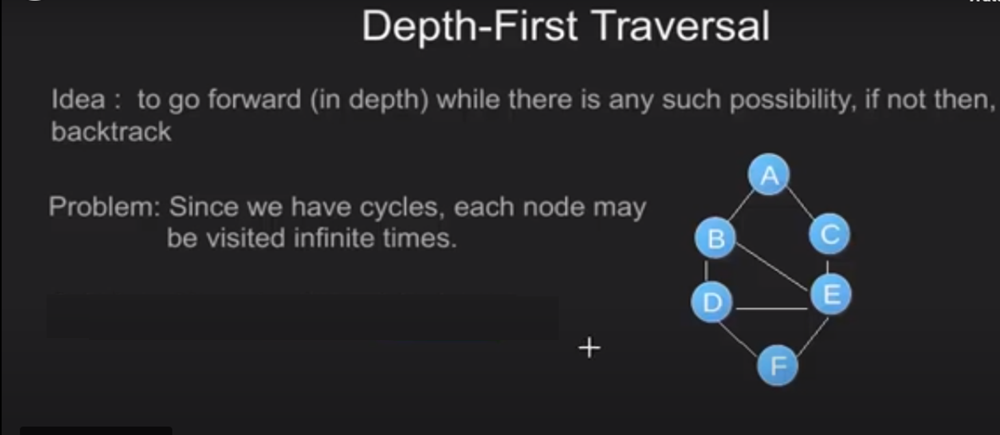 Depth-First Traversal
Idea : to go forward (in depth) while there is any such possibility, if not then,
backtrack
Problem: Since we have cycles, each node may
be visited infinite times.
A
B
C
D
E
F